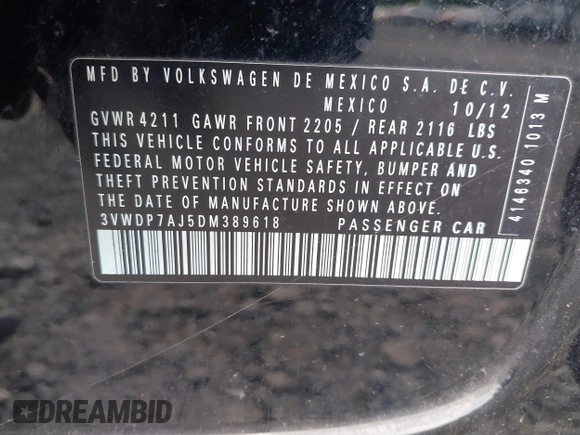 MFD BY VOLKSWAGEN DE MEXICO S.A. DE C.V.
MEXICO 10/12
GVWR 4211 GAWR FRONT 2205 / REAR 2116 LBS
THIS VEHICLE CONFORMS TO ALL APPLICABLE U.S.
FEDERAL MOTOR VEHICLE SAFETY, BUMPER AND
THEFT PREVENTION STANDARDS IN EFFECT ON
THE DATE OF MANUFACTURE SHOWN ABOVE.
3VWDP7AJ5DM389618 PASSENGER CAR
4146340 1013 M
DREAMBID